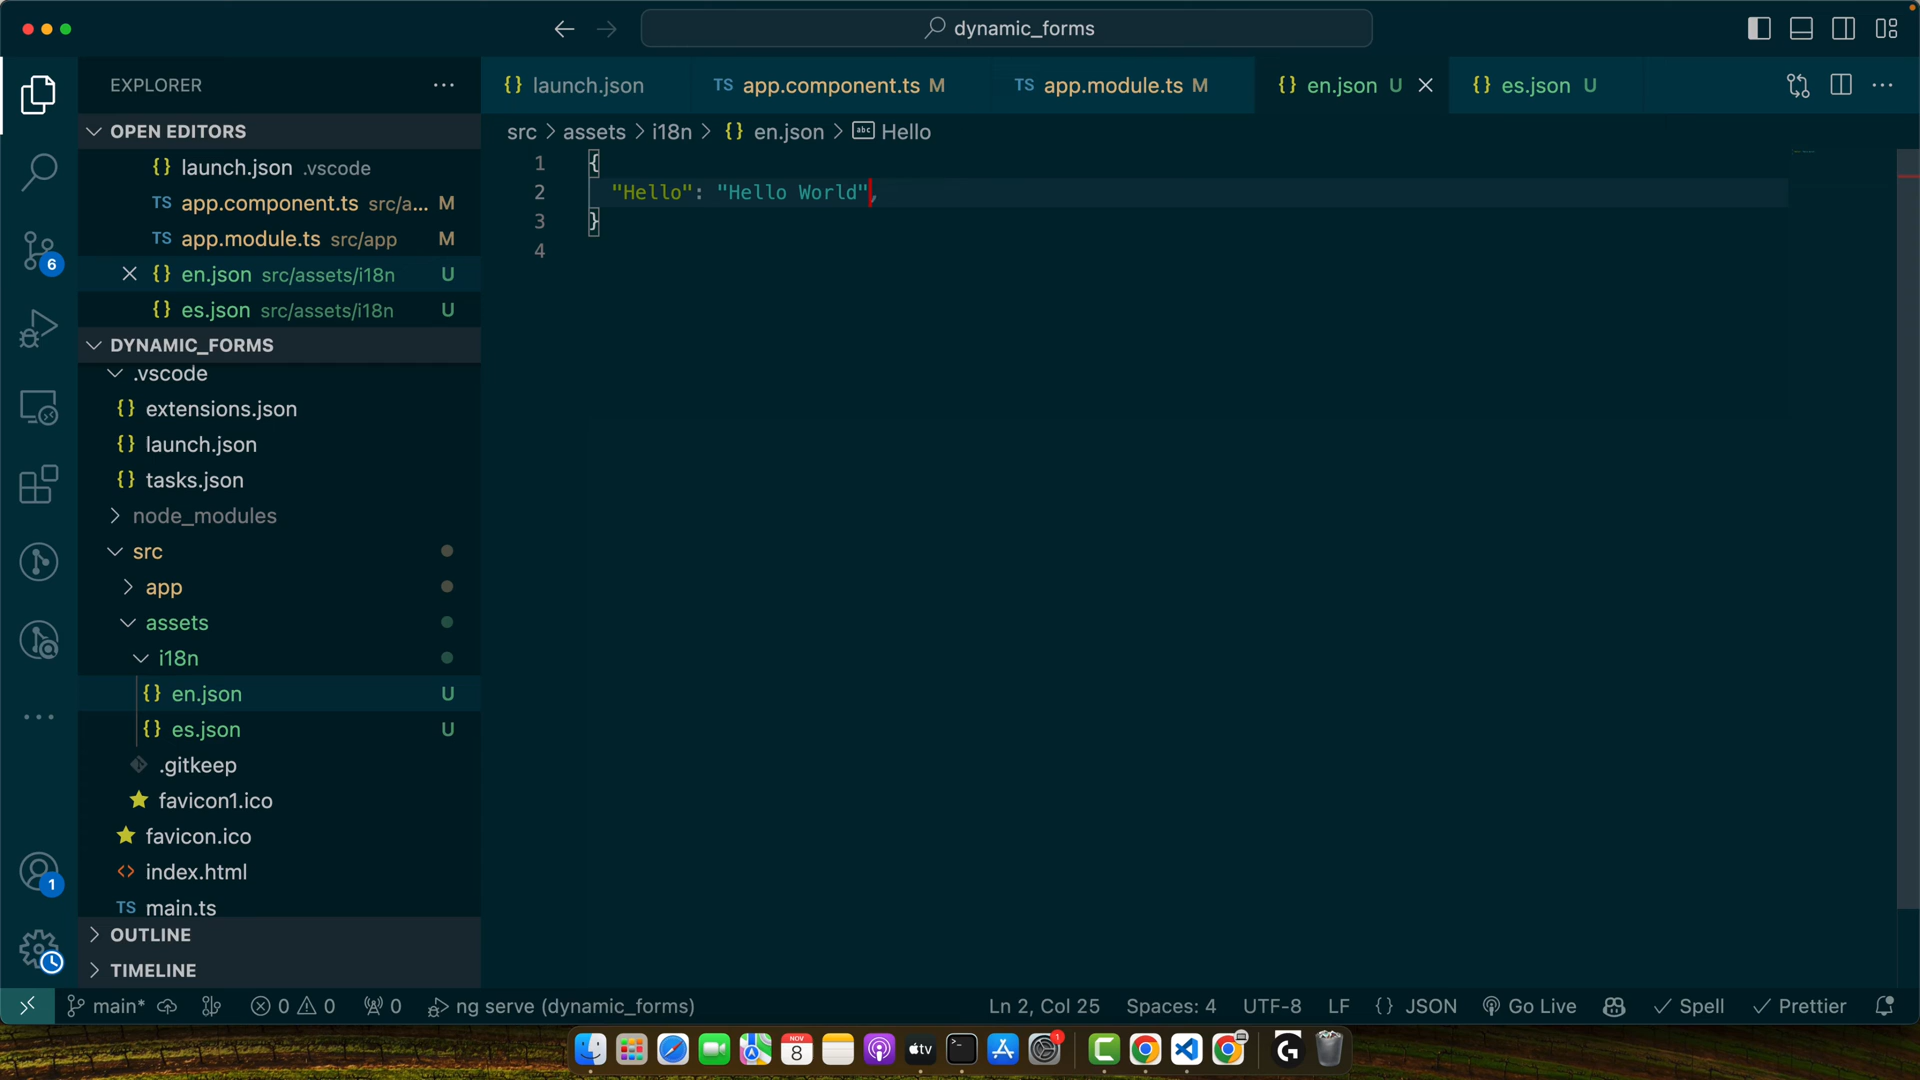 dynamic_forms
EXPLORER
launch.json
TS app.component.ts M
TS app.module.ts M
{} en.json U
{} es.json U
OPEN EDITORS
{} launch.json .vscode
TS app.component.ts src/a... M
TS app.module.ts src/app M
{} en.json src/assets/i18n U
{} es.json src/assets/i18n U
DYNAMIC_FORMS
.vscode
{} extensions.json
{} launch.json
{} tasks.json
node_modules
src
app
assets
i18n
{} en.json U
{} es.json U
.gitkeep
favicon1.ico
favicon.ico
<> index.html
TS main.ts
OUTLINE
TIMELINE
src > assets > i18n > {} en.json > abc Hello
1 {
2 "Hello": "Hello World",
3 }
4
6
1
main* 0 0 0 ng serve (dynamic_forms)
Ln 2, Col 25 Spaces: 4 UTF-8 LF {} JSON Go Live Spell Prettier
NOV
8
tv
1